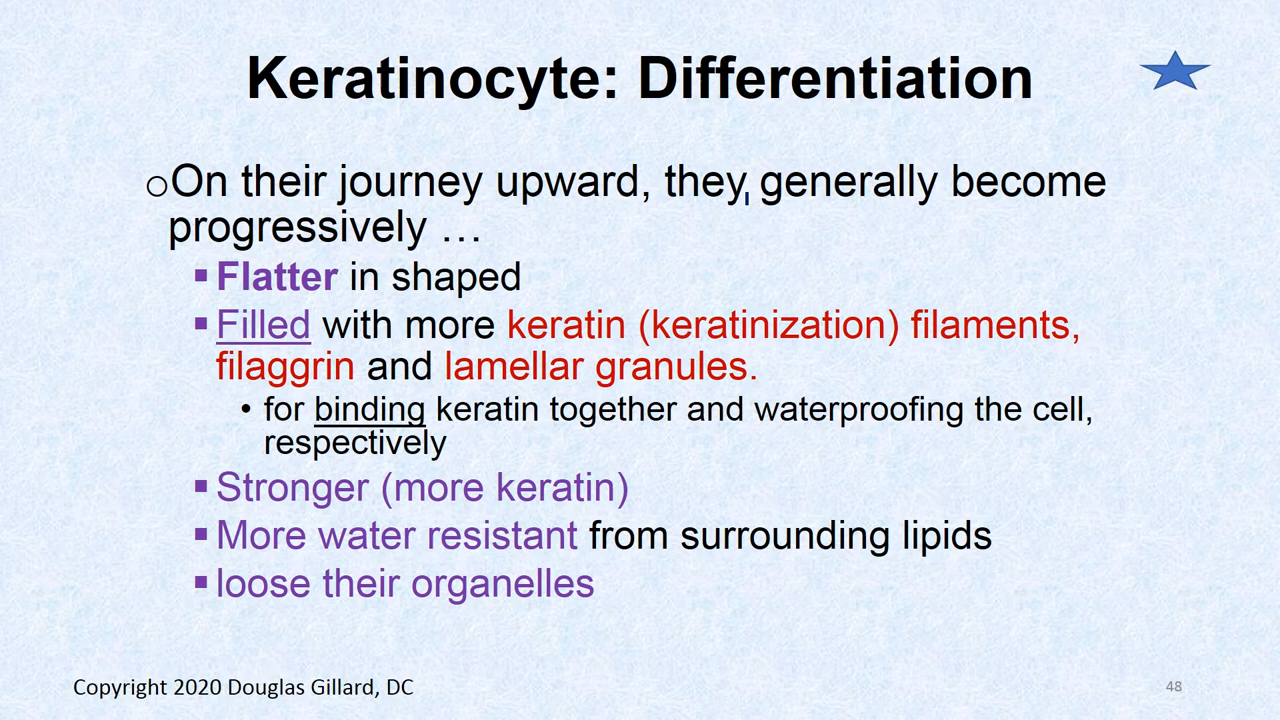 Keratinocyte: Differentiation
oOn their journey upward, they, generally become
progressively …
▪Flatter in shaped
▪Filled with more keratin (keratinization) filaments,
filaggrin and lamellar granules.
• for binding keratin together and waterproofing the cell,
respectively
▪Stronger (more keratin)
▪More water resistant from surrounding lipids
▪loose their organelles
Copyright 2020 Douglas Gillard, DC
48